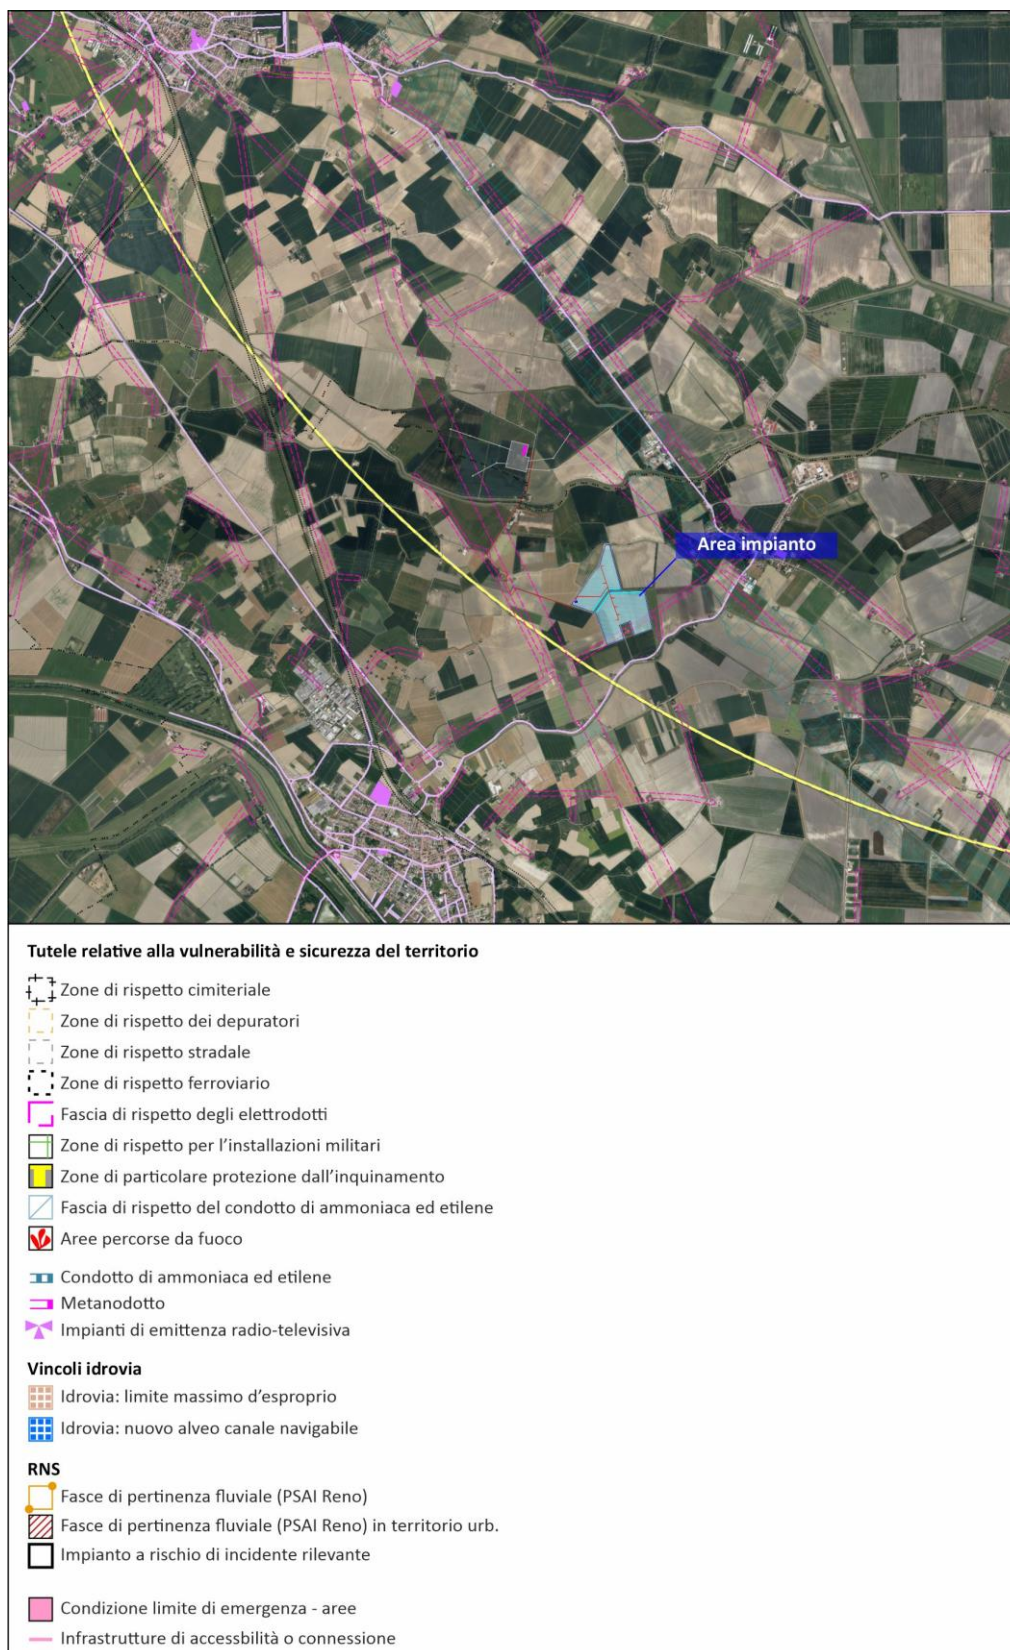 Area impianto
Tutele relative alla vulnerabilità e sicurezza del territorio
Zone di rispetto cimiteriale
Zone di rispetto dei depuratori
Zone di rispetto stradale
Zone di rispetto ferroviario
Fascia di rispetto degli elettrodotti
Zone di rispetto per l'installazioni militari
Zone di particolare protezione dall'inquinamento
Fascia di rispetto del condotto di ammoniaca ed etilene
Aree percorse da fuoco
Condotto di ammoniaca ed etilene
Metanodotto
Impianti di emittenza radio-televisiva
Vincoli idrovia
Idrovia: limite massimo d'esproprio
Idrovia: nuovo alveo canale navigabile
RNS
Fasce di pertinenza fluviale (PSAI Reno)
Fasce di pertinenza fluviale (PSAI Reno) in territorio urb.
Impianto a rischio di incidente rilevante
Condizione limite di emergenza - aree
Infrastrutture di accessbilità o connessione